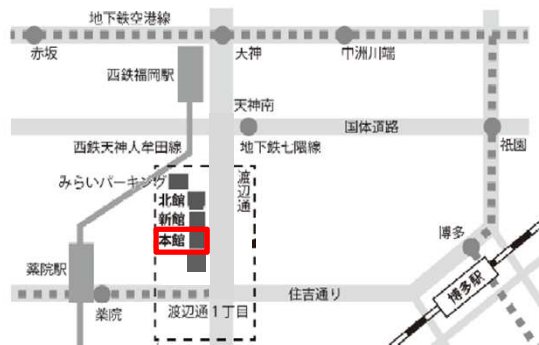 地下鉄空港線
赤坂
天神
中洲川端
西鉄福岡駅
天神南
国体道路
西鉄天神人牟田線
地下鉄七隈線
祇園
みらいパーキング
渡辺通
北館
新館
本館
博多
薬院駅
博多駅
住吉通り
薬院
渡辺通1丁目